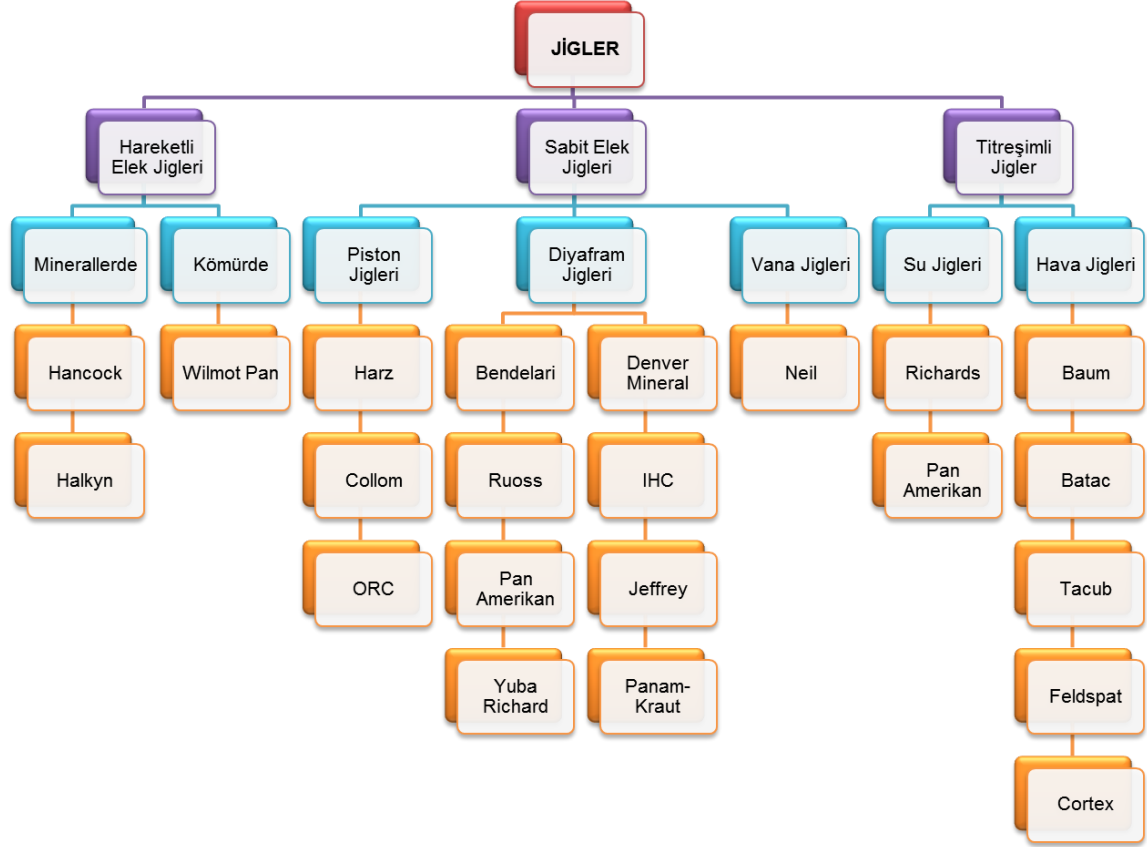 JİGLER
Hareketli
Elek Jigleri
Sabit Elek
Jigleri
Titreşimli
Jigler
Minerallerde
Kömürde
Piston
Jigleri
Diyafram
Jigleri
Vana Jigleri
Su Jigleri
Hava Jigleri
Hancock
Wilmot Pan
Harz
Bendelari
Denver
Mineral
Neil
Richards
Baum
Halkyn
Collom
Ruoss
IHC
Pan
Amerikan
Batac
ORC
Pan
Amerikan
Jeffrey
Tacub
Yuba
Richard
Panam-
Kraut
Feldspat
Cortex